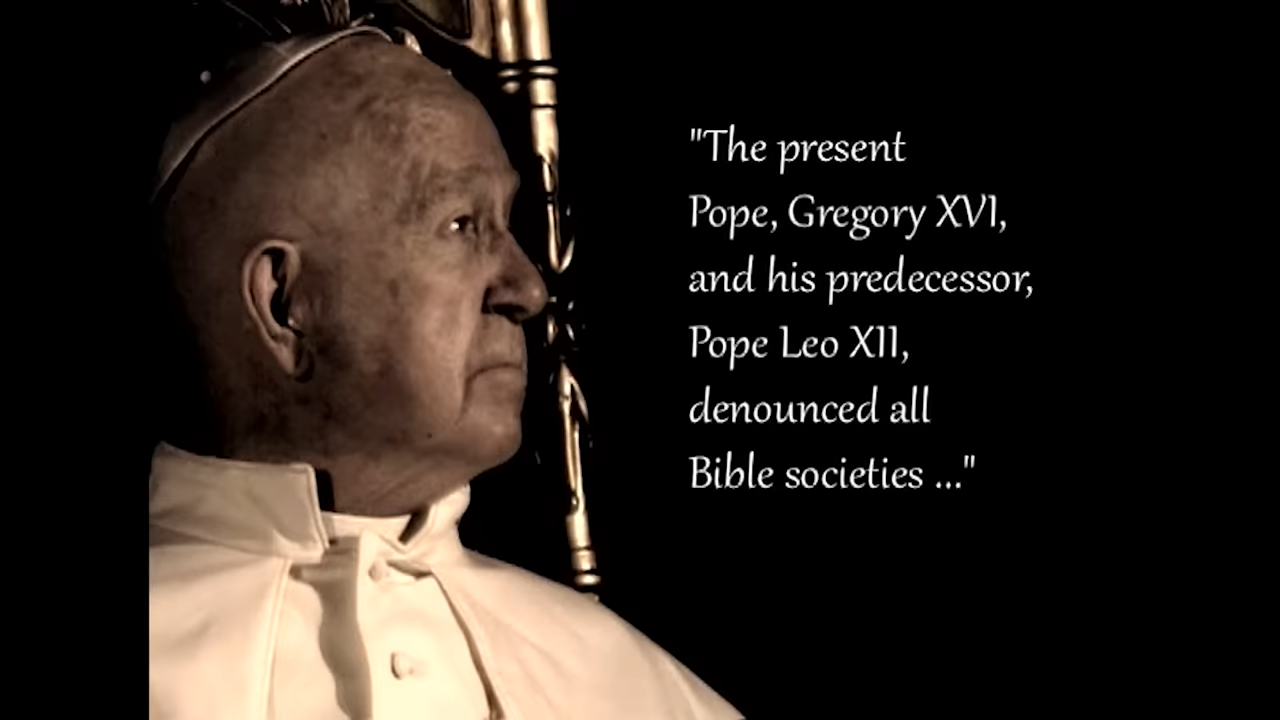 "The present
Pope, Gregory XVI,
and his predecessor,
Pope Leo XII,
denounced all
Bible societies ..."